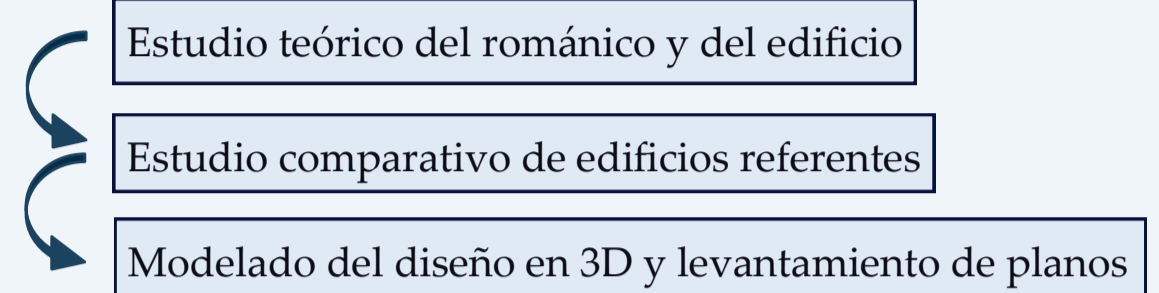 Estudio teórico del románico y del edificio
Estudio comparativo de edificios referentes
Modelado del diseño en 3D y levantamiento de planos